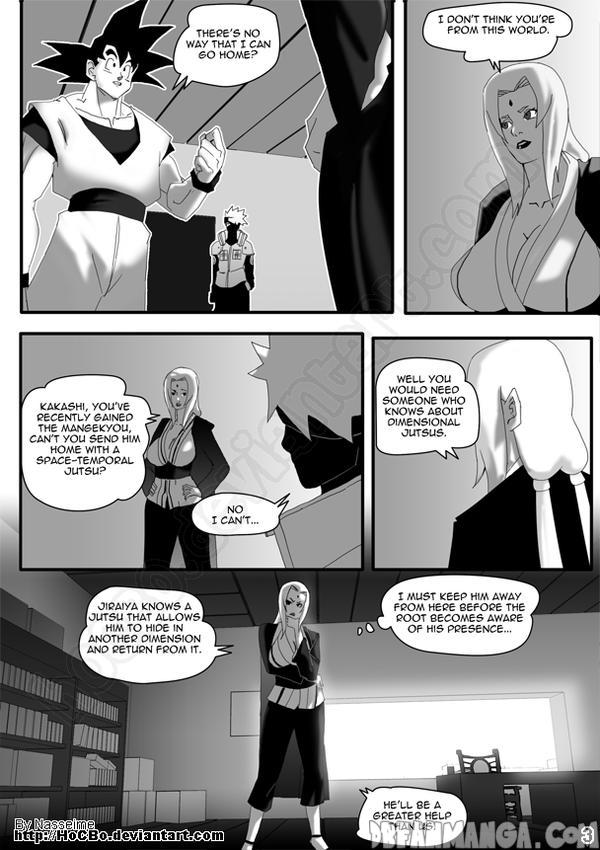 THERE'S NO
WAY THAT I CAN
GO HOME?
I DON'T THINK YOU'RE
FROM THIS WORLD.
KAKASHI, YOU'VE
RECENTLY GAINED
THE MANGEKYOU,
CAN'T YOU SEND HIM
HOME WITH A
SPACE-TEMPORAL
JUTSU?
NO
I CAN'T...
WELL YOU
WOULD NEED
SOMEONE WHO
KNOWS ABOUT
DIMENSIONAL
JUTSUS.
JIRAIYA KNOWS A
JUTSU THAT ALLOWS
HIM TO HIDE IN
ANOTHER DIMENSION
AND RETURN FROM IT.
I MUST KEEP HIM AWAY
FROM HERE BEFORE THE
ROOT BECOMES AWARE
OF HIS PRESENCE...
HE'LL BE A
GREATER HELP
THAN US!
By Nasselme
http://HoCBo.deviantart.com
DREAMMANGA.COM
3